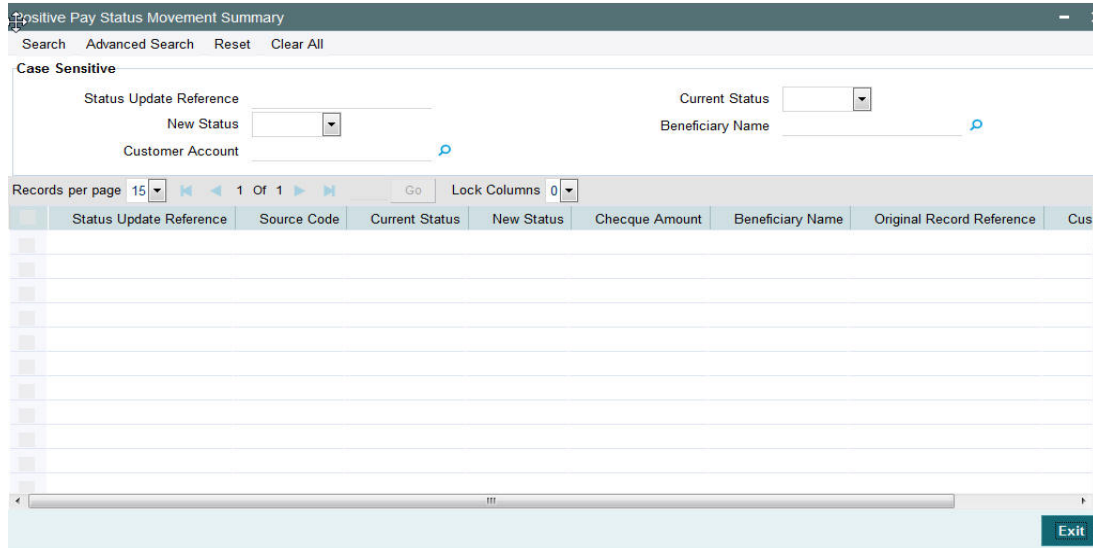 Positive Pay Status Movement Summary
Search Advanced Search Reset Clear All
Case Sensitive
Status Update Reference Current Status
New Status Beneficiary Name
Customer Account
Records per page 15 1 Of 1 Go Lock Columns 0
Status Update Reference Source Code Current Status New Status Checque Amount Beneficiary Name Original Record Reference Cus
Exit